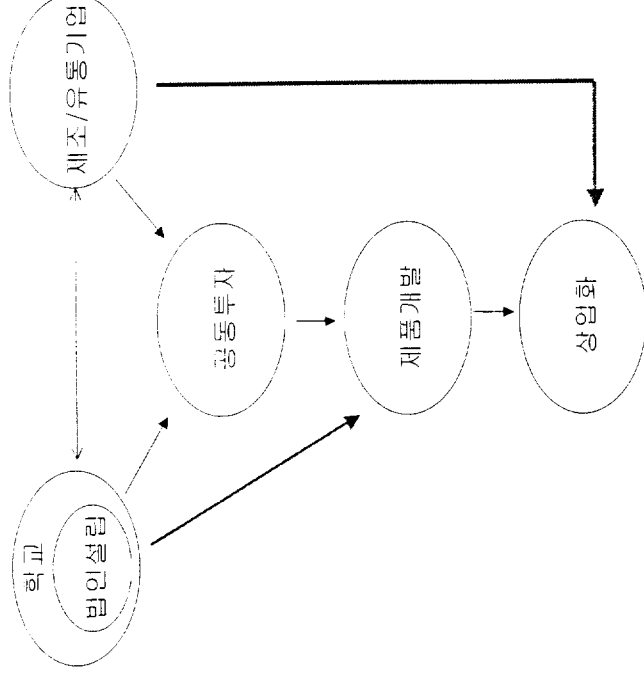 학교
법인설립
제조/유통기업
공동투자
제품개발
상업화